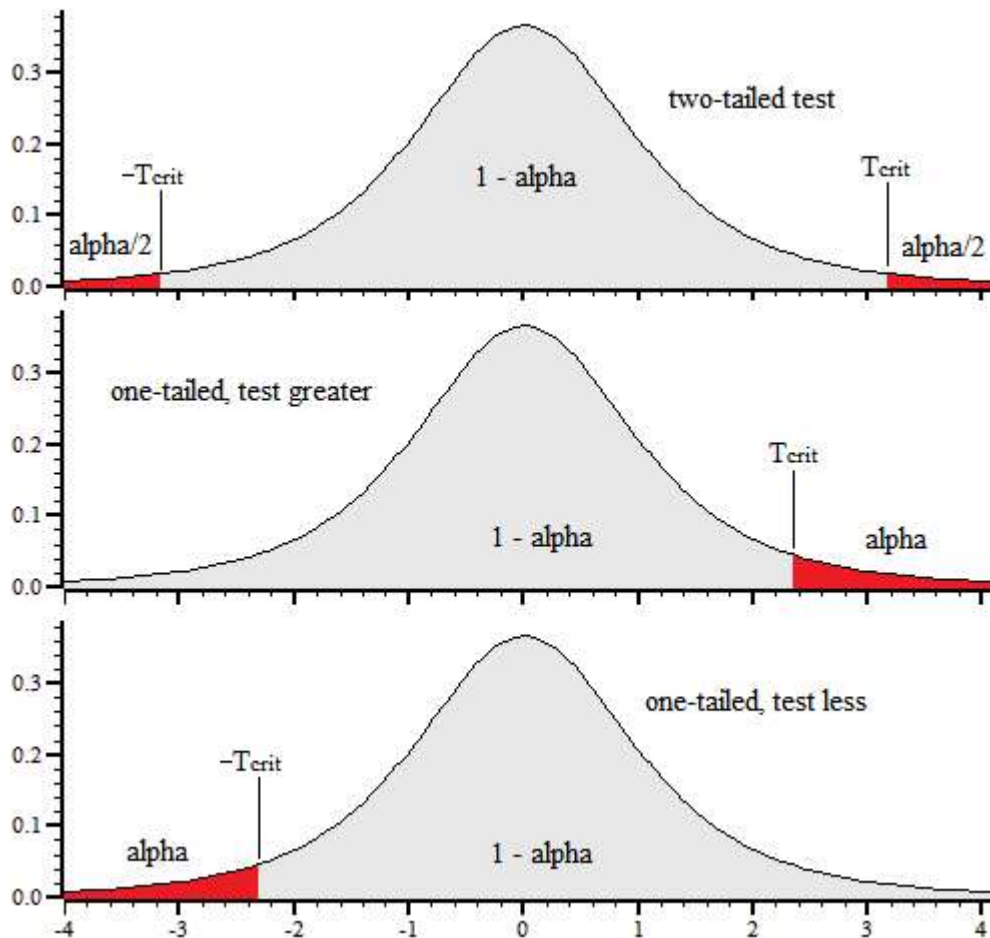 0.3
two-tailed test
0.2
−Tcrit
1 - alpha
Tcrit
0.1
alpha/2
alpha/2
0.0
0.3
one-tailed, test greater
0.2
Tcrit
0.1
1 - alpha
alpha
0.0
0.3
one-tailed, test less
0.2
−Tcrit
0.1
alpha
1 - alpha
0.0
-4 -3 -2 -1 0 1 2 3 4